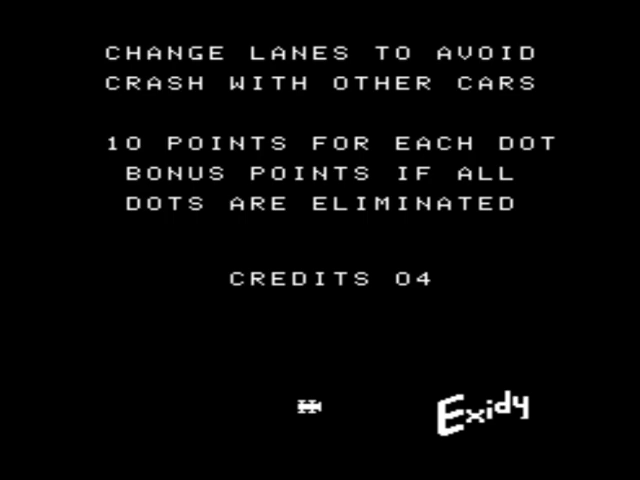 CHANGE LANES TO AVOID
CRASH WITH OTHER CARS
10 POINTS FOR EACH DOT
BONUS POINTS IF ALL
DOTS ARE ELIMINATED
CREDITS 04
Exidy